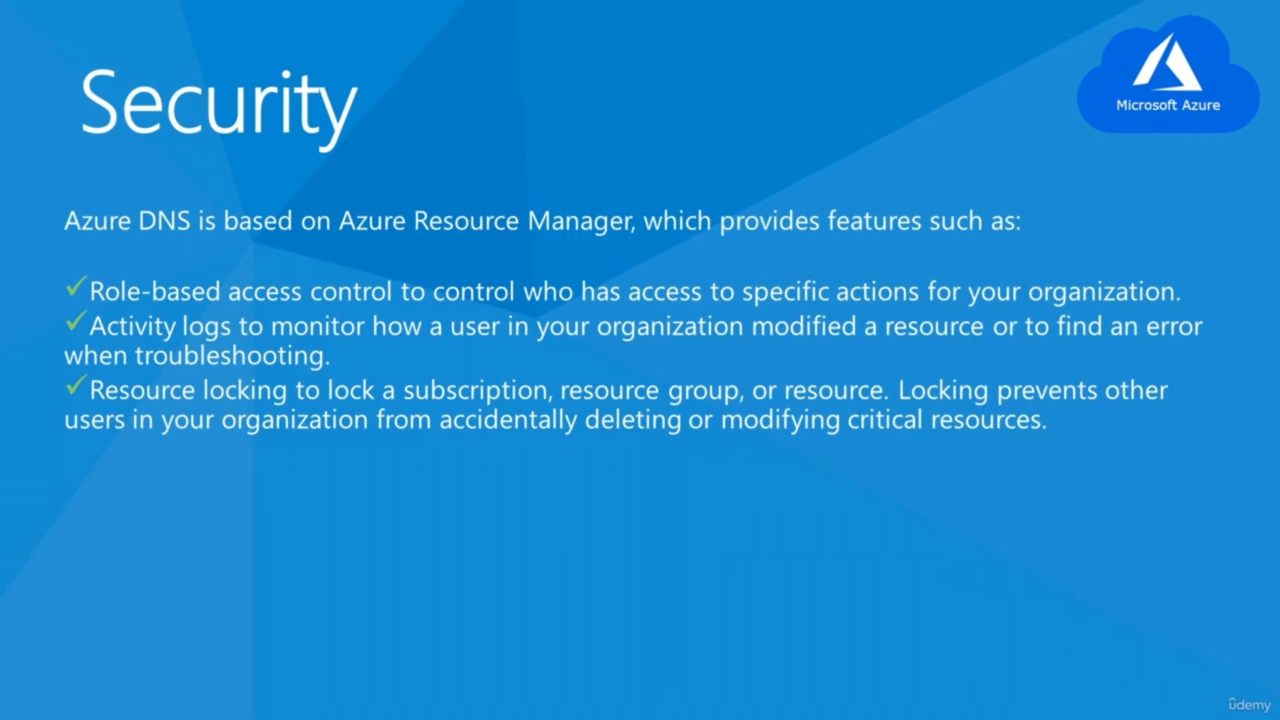 Security
Microsoft Azure
Azure DNS is based on Azure Resource Manager, which provides features such as:
✓Role-based access control to control who has access to specific actions for your organization.
✓Activity logs to monitor how a user in your organization modified a resource or to find an error
when troubleshooting.
✓Resource locking to lock a subscription, resource group, or resource. Locking prevents other
users in your organization from accidentally deleting or modifying critical resources.
udemy